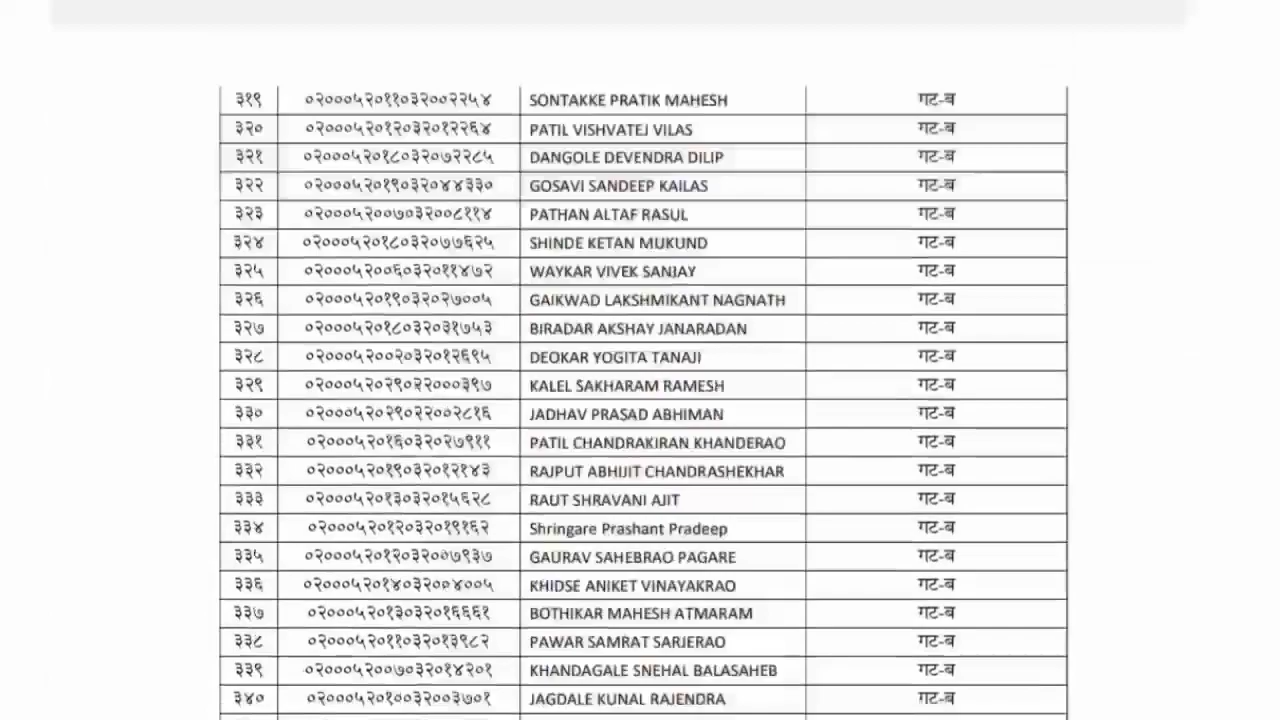 ३१९ ०२०००५२०११०३२००२२५४ SONTAKKE PRATIK MAHESH गट-ब
३२० ०२०००५२०१२०३२०१२२६४ PATIL VISHVATEJ VILAS गट-ब
३२१ ०२०००५२०१८०३२०७२२८५ DANGOLE DEVENDRA DILIP गट-ब
३२२ ०२०००५२०१९०३२०४४३३० GOSAVI SANDEEP KAILAS गट-ब
३२३ ०२०००५२००७०३२००८११४ PATHAN ALTAF RASUL गट-ब
३२४ ०२०००५२०१८०३२०७७६२५ SHINDE KETAN MUKUND गट-ब
३२५ ०२०००५२००६०३२०११४७२ WAYKAR VIVEK SANJAY गट-ब
३२६ ०२०००५२०१९०३२०२७००५ GAIKWAD LAKSHMIKANT NAGNATH गट-ब
३२७ ०२०००५२०१८०३२०३१७५३ BIRADAR AKSHAY JANARADAN गट-ब
३२८ ०२०००५२००२०३२०१२६९५ DEOKAR YOGITA TANAJI गट-ब
३२९ ०२०००५२०२९०२२०००३९७ KALEL SAKHARAM RAMESH गट-ब
३३० ०२०००५२०२९०२२००२८१६ JADHAV PRASAD ABHIMAN गट-ब
३३१ ०२०००५२०१६०३२०२७९११ PATIL CHANDRAKIRAN KHANDERAO गट-ब
३३२ ०२०००५२०१९०३२०१२१४३ RAJPUT ABHIJIT CHANDRASHEKHAR गट-ब
३३३ ०२०००५२०१३०३२०१५६२८ RAUT SHRAVANI AJIT गट-ब
३३४ ०२०००५२०१२०३२०१९१६२ Shringare Prashant Pradeep गट-ब
३३५ ०२०००५२०१२०३२००७९३७ GAURAV SAHEBRAO PAGARE गट-ब
३३६ ०२०००५२०१४०३२००४००५ KHIDSE ANIKET VINAYAKRAO गट-ब
३३७ ०२०००५२०१३०३२०१६६६१ BOTHIKAR MAHESH ATMARAM गट-ब
३३८ ०२०००५२०११०३२०१३९८२ PAWAR SAMRAT SARJERAO गट-ब
३३९ ०२०००५२००७०३२०१४२०१ KHANDAGALE SNEHAL BALASAHEB गट-ब
३४० ०२०००५२०१००३२००३७०१ JAGDALE KUNAL RAJENDRA गट-ब